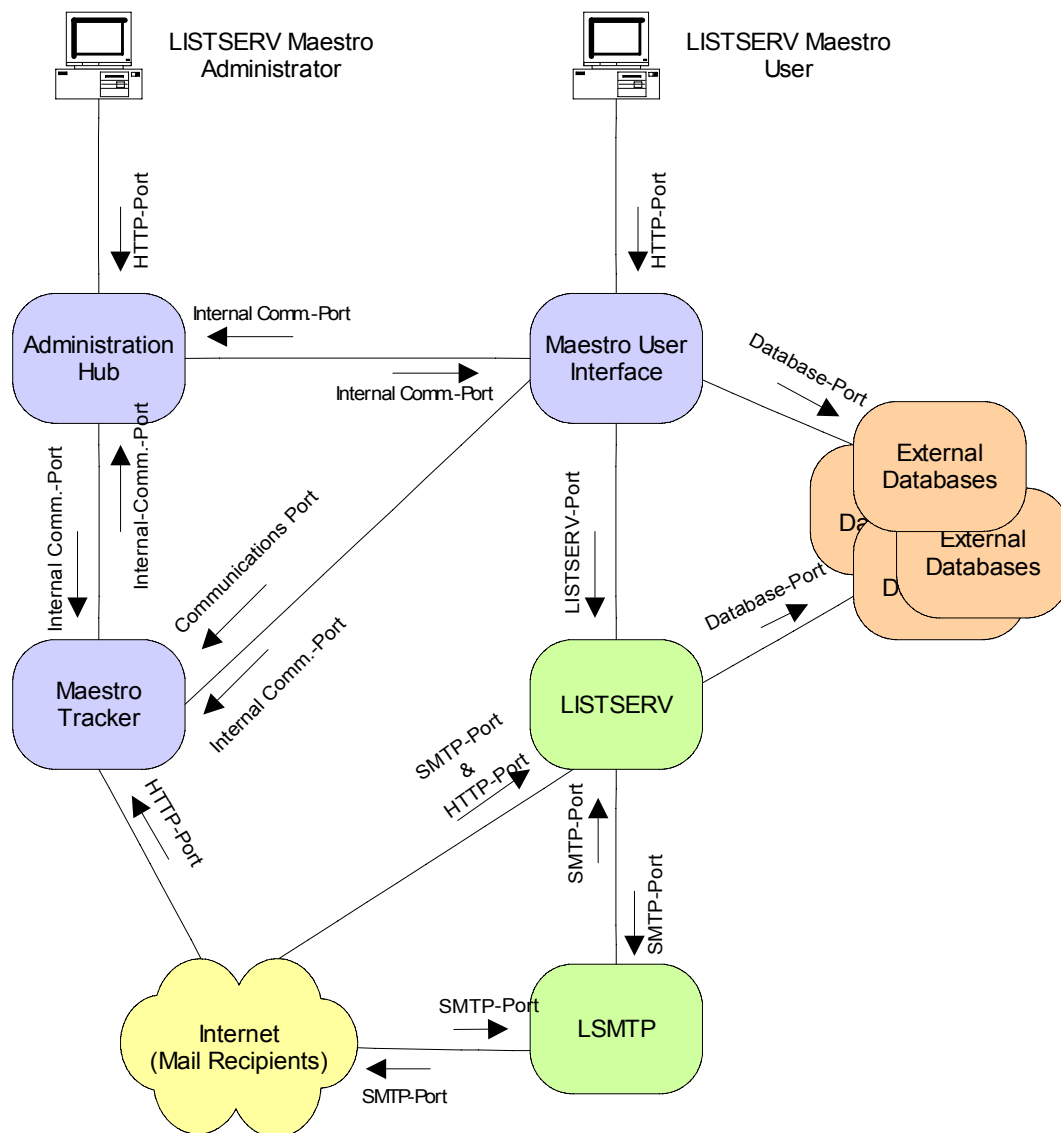 LISTSERV Maestro
Administrator
LISTSERV Maestro
User
HTTP-Port
HTTP-Port
Internal Comm.-Port
Administration
Hub
Maestro User
Interface
Internal Comm.-Port
Database-Port
External
Databases
Internal Comm.-Port
Internal-Comm.-Port
Communications Port
LISTSERV-Port
Da
External
Databases
D
Database-Port
Maestro
Tracker
Internal Comm.-Port
LISTSERV
SMTP-Port
&
HTTP-Port
HTTP-Port
SMTP-Port
SMTP-Port
Internet
(Mail Recipients)
SMTP-Port
LSMTP
SMTP-Port